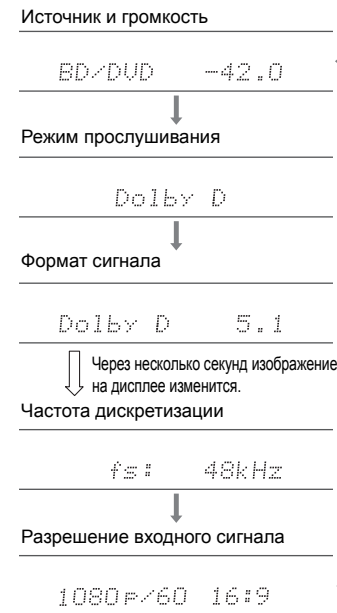 Источник и громкость
BD/DVD -42.0
Режим прослушивания
Dolby D
Формат сигнала
Dolby D 5.1
Через несколько секунд изображение
на дисплее изменится.
Частота дискретизации
fs: 48kHz
Разрешение входного сигнала
1080p/60 16:9